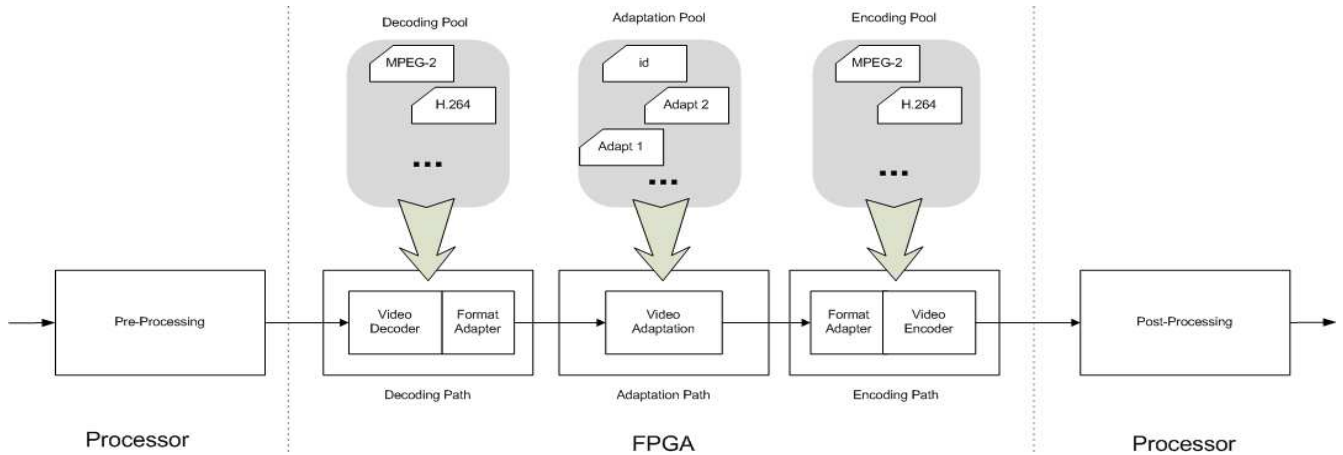 Decoding Pool
Adaptation Pool
Encoding Pool
MPEG-2
H.264
...
id
Adapt 2
Adapt 1
...
MPEG-2
H.264
...
Pre-Processing
Video
Decoder
Format
Adapter
Video
Adaptation
Format
Adapter
Video
Encoder
Post-Processing
Decoding Path
Adaptation Path
Encoding Path
Processor
FPGA
Processor